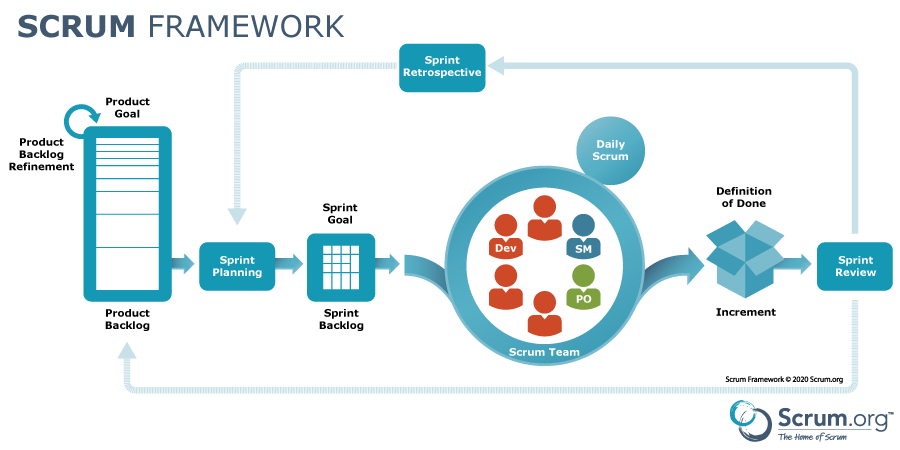 SCRUM FRAMEWORK
Sprint
Retrospective
Product
Goal
Product
Backlog
Refinement
Daily
Scrum
Definition
of Done
Sprint
Goal
Dev
SM
Sprint
Planning
Sprint
Review
PO
Product
Backlog
Sprint
Backlog
Increment
Scrum Team
Scrum Framework © 2020 Scrum.org
Scrum.org™
The Home of Scrum